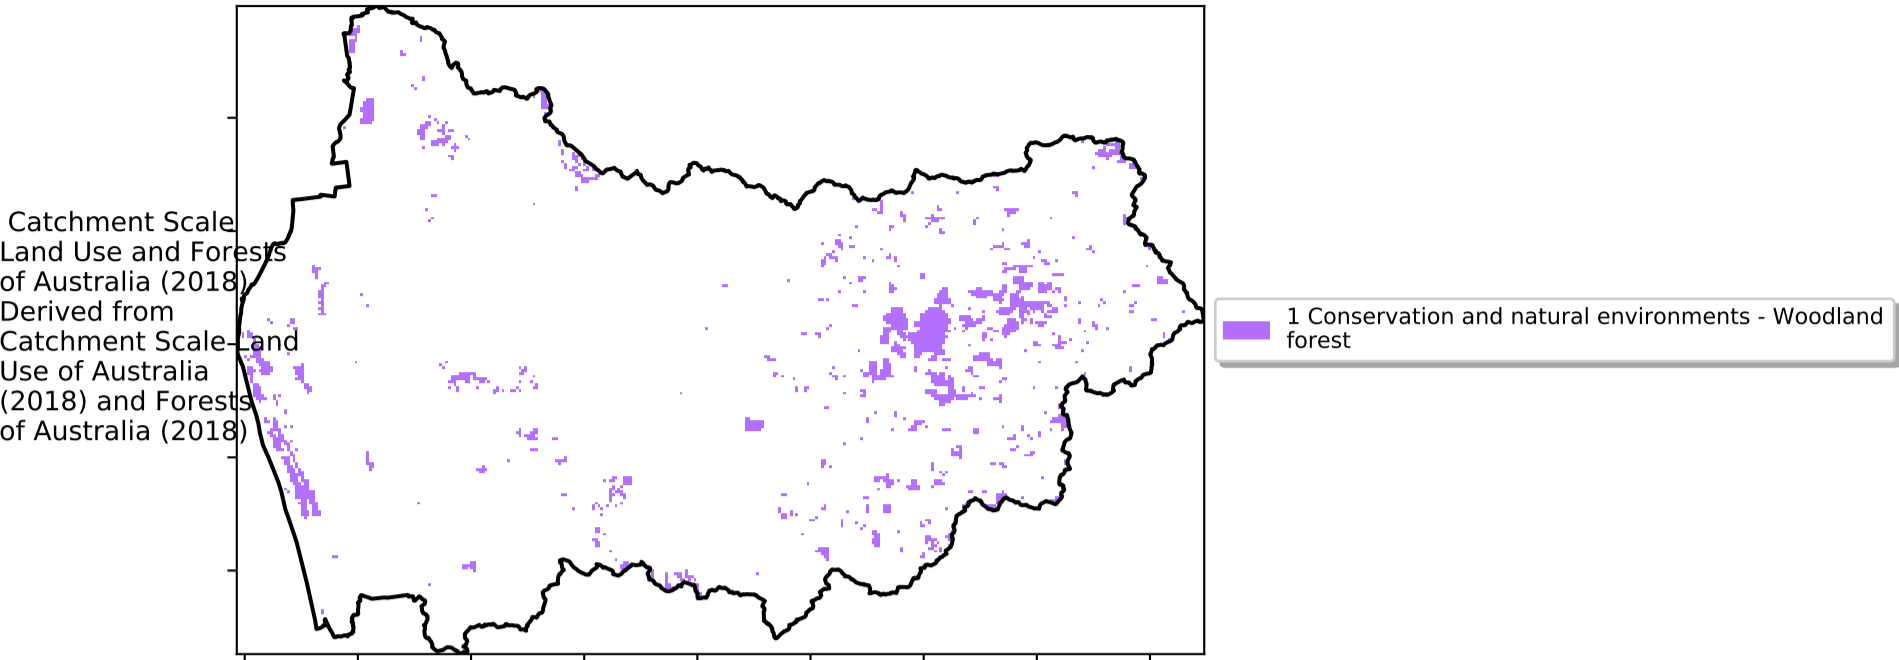 Catchment Scale
Land Use and Forests
of Australia (2018)
Derived from
Catchment Scale Land
Use of Australia
(2018) and Forests
of Australia (2018)
1 Conservation and natural environments - Woodland
forest